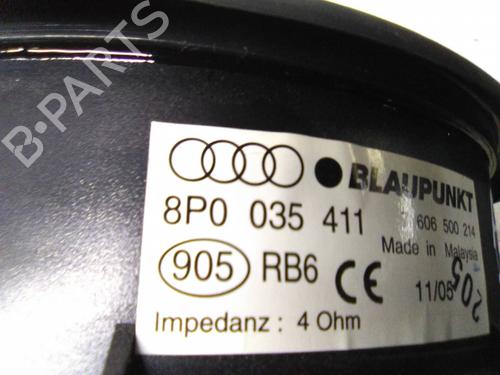 B-PARTS
BLAUPUNKT
8P0 035 411
606 500 214
Made in Malaysia
905 RB6 CE 11/05
205
Impedanz : 4 Ohm